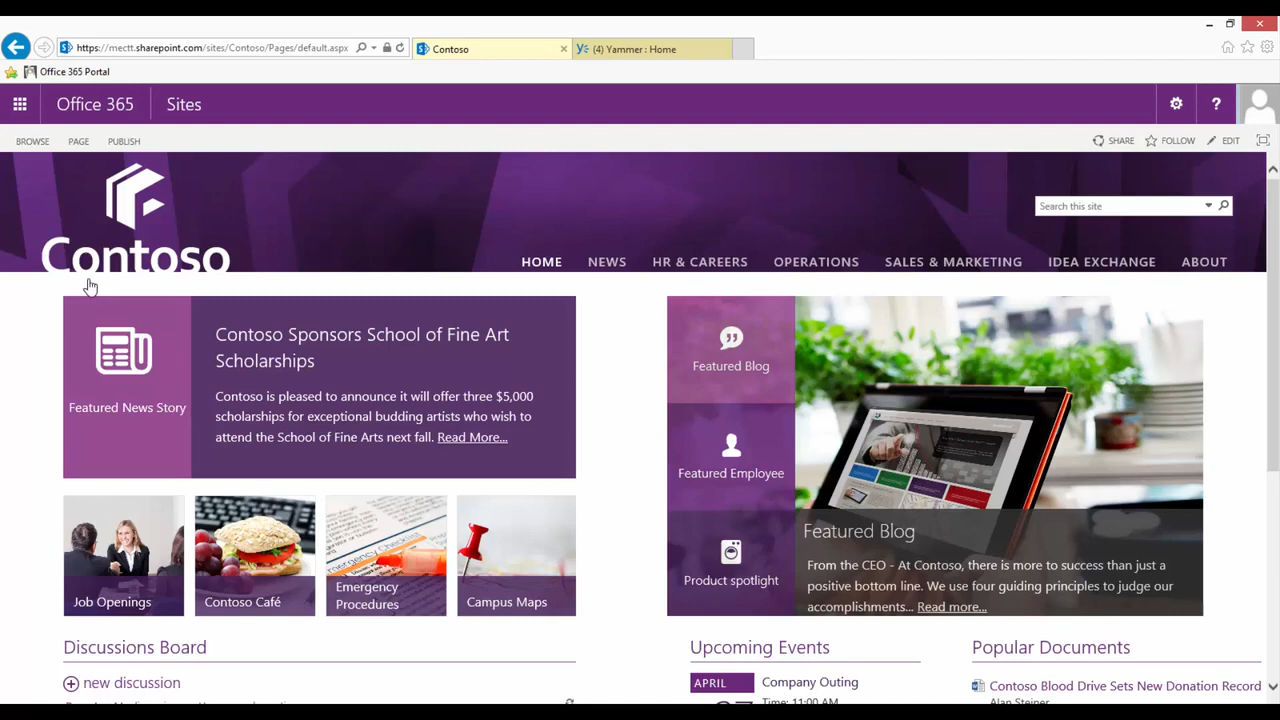 https://mectt.sharepoint.com/sites/Contoso/Pages/default.aspx
Contoso
(4) Yammer : Home
Office 365 Portal
Office 365
Sites
?
BROWSE
PAGE
PUBLISH
SHARE
FOLLOW
EDIT
Contoso
Search this site
HOME
NEWS
HR & CAREERS
OPERATIONS
SALES & MARKETING
IDEA EXCHANGE
ABOUT
Featured News Story
Contoso Sponsors School of Fine Art
Scholarships
Contoso is pleased to announce it will offer three $5,000
scholarships for exceptional budding artists who wish to
attend the School of Fine Arts next fall. Read More...
Job Openings
Contoso Café
Emergency
Procedures
Campus Maps
Featured Blog
Featured Employee
Product spotlight
Featured Blog
From the CEO - At Contoso, there is more to success than just a
positive bottom line. We use four guiding principles to judge our
accomplishments... Read more...
Discussions Board
new discussion
Upcoming Events
APRIL
Company Outing
Time: 11:00 AM
Popular Documents
Contoso Blood Drive Sets New Donation Record
Alan Steiner